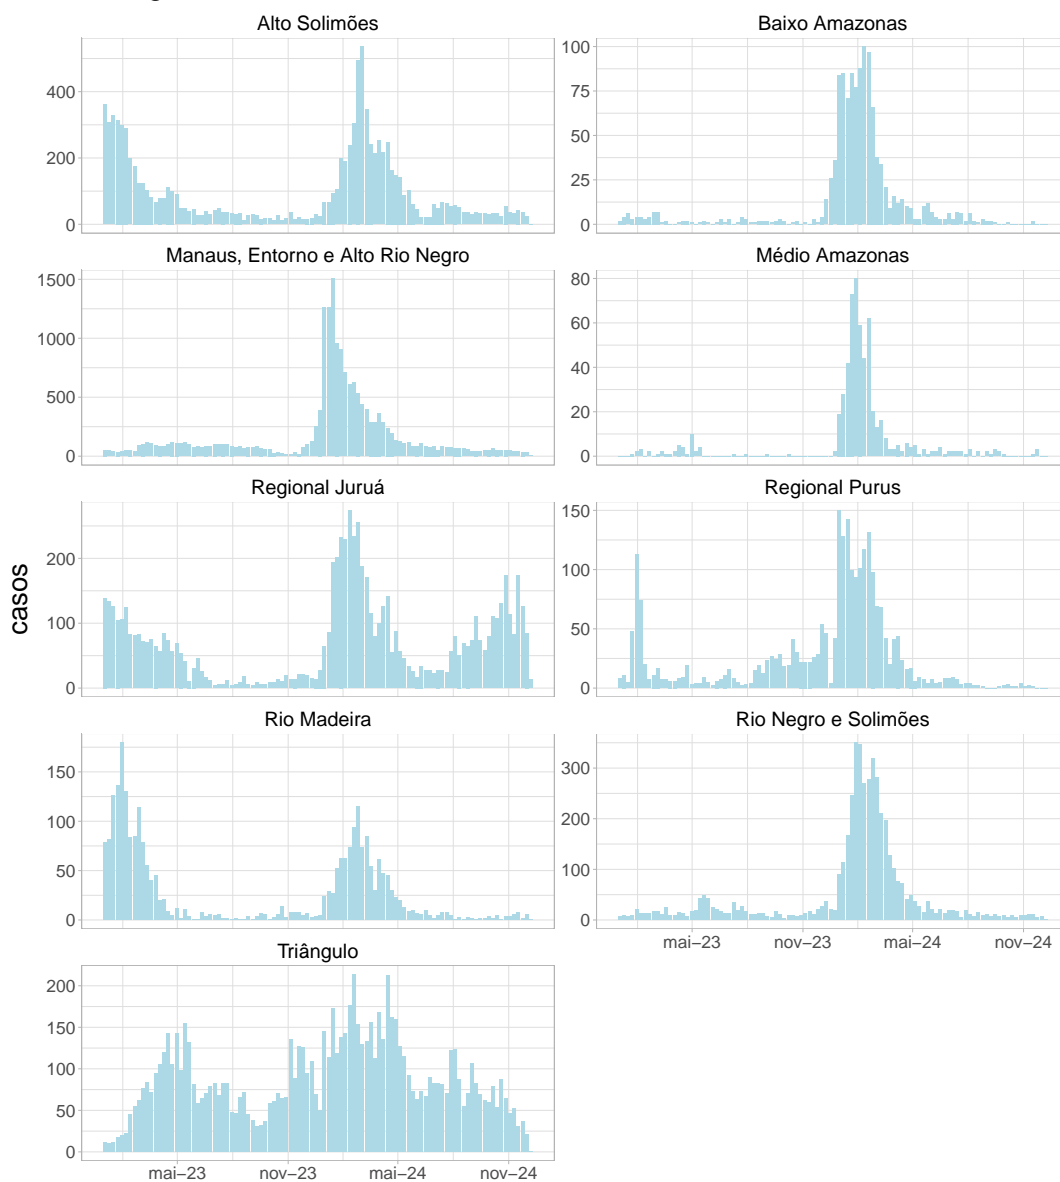 Alto Solimões
Baixo Amazonas
400
200
0
100
75
50
25
0
Manaus, Entorno e Alto Rio Negro
Médio Amazonas
1500
1000
500
0
80
60
40
20
0
Regional Juruá
Regional Purus
200
100
0
150
100
50
0
casos
Rio Madeira
Rio Negro e Solimões
150
100
50
0
300
200
100
0
mai–23
nov–23
mai–24
nov–24
Triângulo
200
150
100
50
0
mai–23
nov–23
mai–24
nov–24